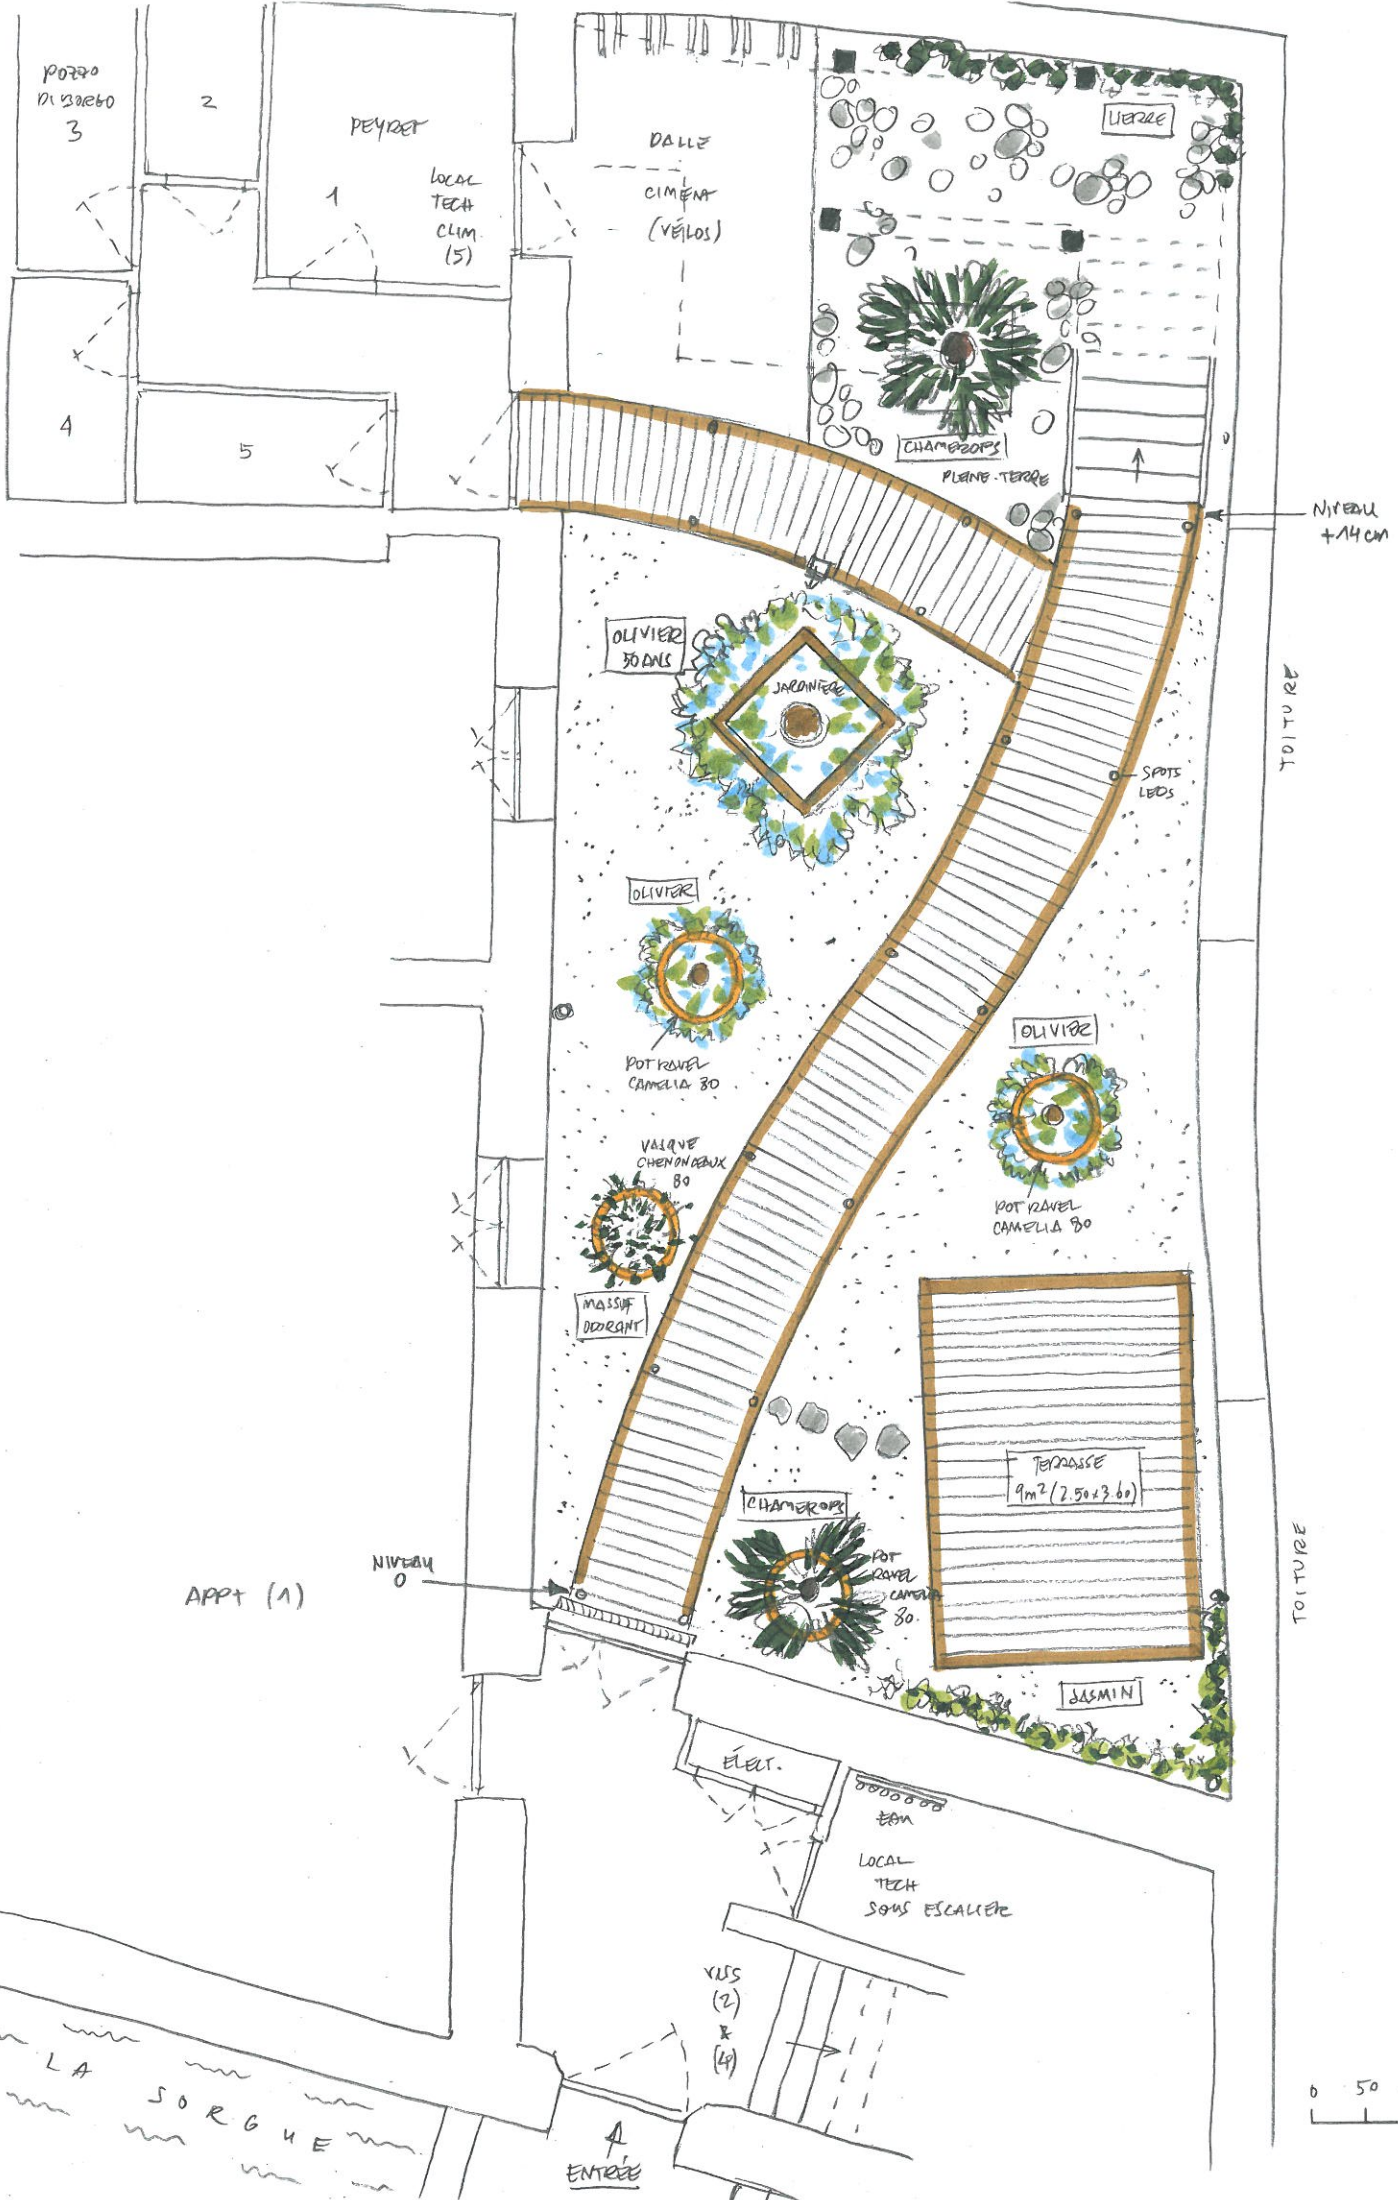 POZZO
DI BORGO
3
2
PEYRET
1
LOCAL
TECH
CLIM.
(5)
DALLE
CIMENT
(VÉLOS)
LIERRE
4
5
CHAMEROPS
PLEINE-TERRE
NIVEAU
+14 cm
OLIVIER
50 ANS
JARDINIERE
TOITURE
SPOTS
LEDS
OLIVIER
POT RAVEL
CAMELIA 80
OLIVIER
POT RAVEL
CAMELIA 80
VASQUE
CHENONCEAUX
80
MASSIF
ODORANT
TERRASSE
9m² (2.50x3.60)
CHAMEROPS
POT
RAVEL
CAMELIA
80.
NIVEAU
0
APPT (1)
TOITURE
JASMIN
ÉLECT.
EAU
LOCAL
TECH
SOUS ESCALIER
VERS
(2)
&
(4)
LA SORGUE
ENTRÉE
0 50